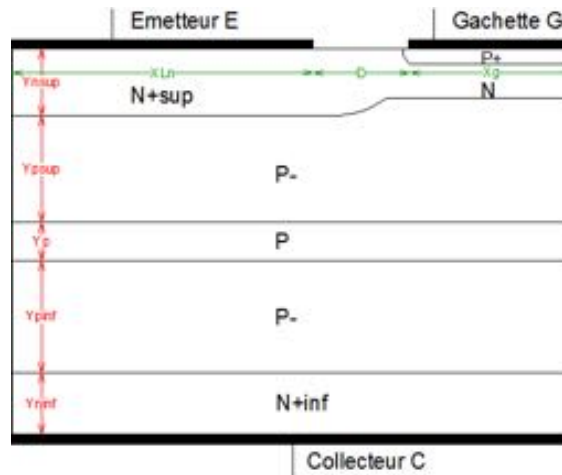 Emetteur E
Gachette G
P+
XLn
D
Xg
Ynsup
N+sup
N
Ypsup
P-
Yp
P
Ypinf
P-
Yninf
N+inf
Collecteur C